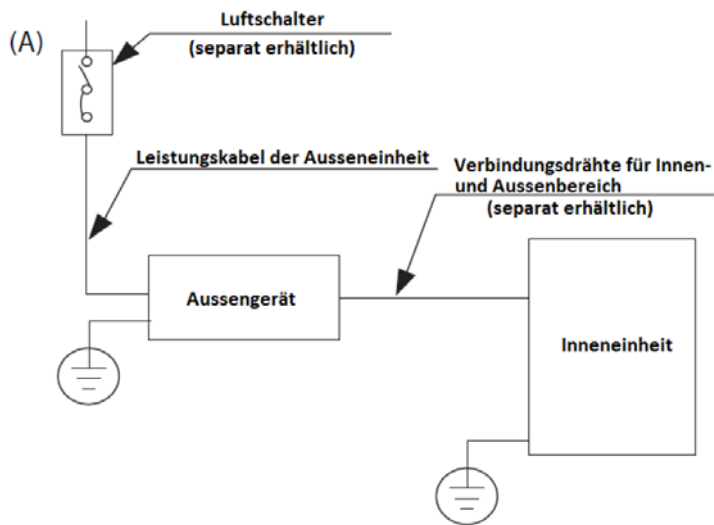 (A)
Luftschalter
(separat erhältlich)
Leistungskabel der Ausseneinheit
Verbindungsdrähte für Innen-
und Aussenbereich
(separat erhältlich)
Aussengerät
Inneneinheit